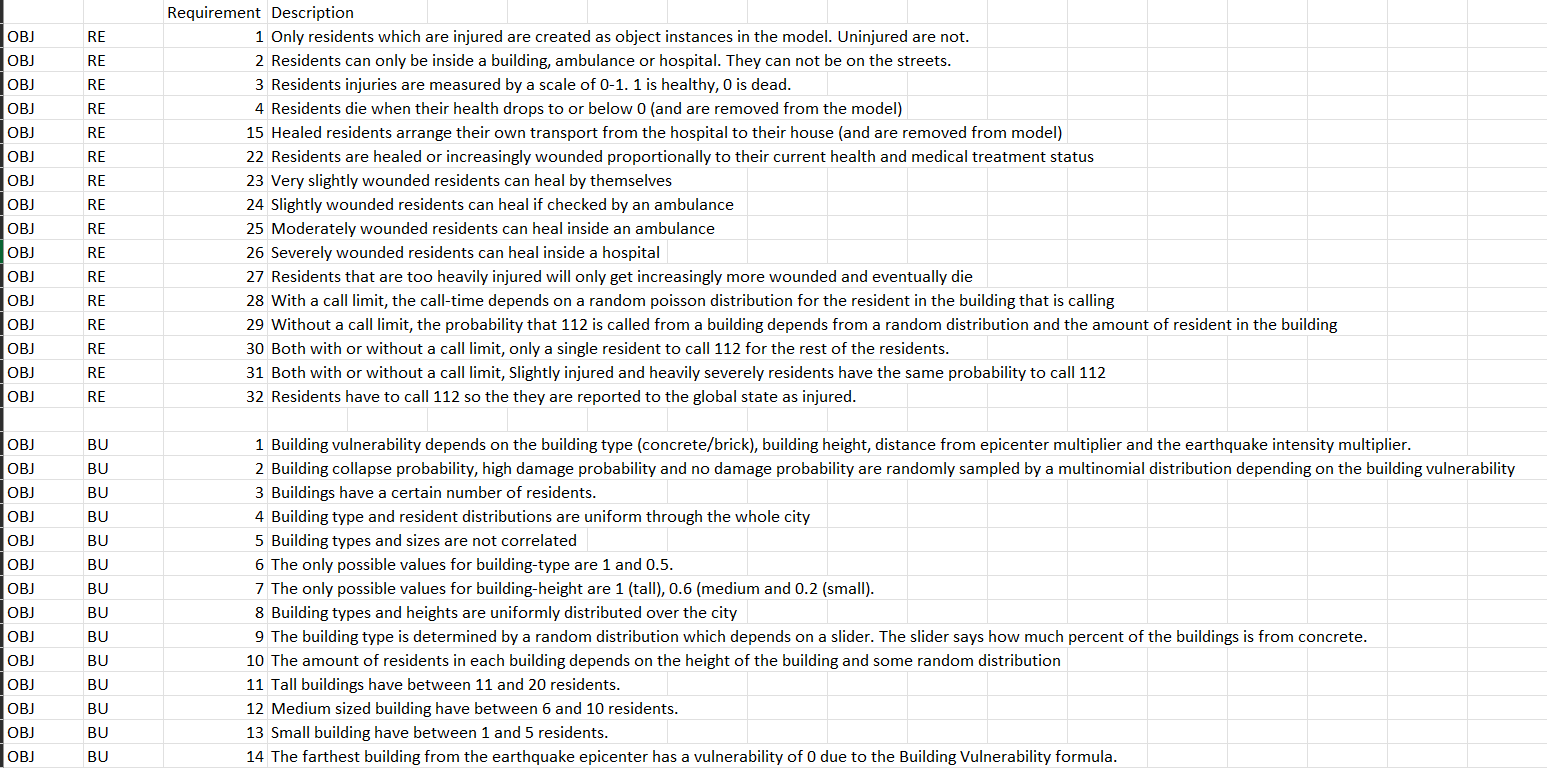 Requirement Description
OBJ RE 1 Only residents which are injured are created as object instances in the model. Uninjured are not.
OBJ RE 2 Residents can only be inside a building, ambulance or hospital. They can not be on the streets.
OBJ RE 3 Residents injuries are measured by a scale of 0-1. 1 is healthy, 0 is dead.
OBJ RE 4 Residents die when their health drops to or below 0 (and are removed from the model)
OBJ RE 15 Healed residents arrange their own transport from the hospital to their house (and are removed from model)
OBJ RE 22 Residents are healed or increasingly wounded proportionally to their current health and medical treatment status
OBJ RE 23 Very slightly wounded residents can heal by themselves
OBJ RE 24 Slightly wounded residents can heal if checked by an ambulance
OBJ RE 25 Moderately wounded residents can heal inside an ambulance
OBJ RE 26 Severely wounded residents can heal inside a hospital
OBJ RE 27 Residents that are too heavily injured will only get increasingly more wounded and eventually die
OBJ RE 28 With a call limit, the call-time depends on a random poisson distribution for the resident in the building that is calling
OBJ RE 29 Without a call limit, the probability that 112 is called from a building depends from a random distribution and the amount of resident in the building
OBJ RE 30 Both with or without a call limit, only a single resident to call 112 for the rest of the residents.
OBJ RE 31 Both with or without a call limit, Slightly injured and heavily severely residents have the same probability to call 112
OBJ RE 32 Residents have to call 112 so the they are reported to the global state as injured.
OBJ BU 1 Building vulnerability depends on the building type (concrete/brick), building height, distance from epicenter multiplier and the earthquake intensity multiplier.
OBJ BU 2 Building collapse probability, high damage probability and no damage probability are randomly sampled by a multinomial distribution depending on the building vulnerability
OBJ BU 3 Buildings have a certain number of residents.
OBJ BU 4 Building type and resident distributions are uniform through the whole city
OBJ BU 5 Building types and sizes are not correlated
OBJ BU 6 The only possible values for building-type are 1 and 0.5.
OBJ BU 7 The only possible values for building-height are 1 (tall), 0.6 (medium and 0.2 (small).
OBJ BU 8 Building types and heights are uniformly distributed over the city
OBJ BU 9 The building type is determined by a random distribution which depends on a slider. The slider says how much percent of the buildings is from concrete.
OBJ BU 10 The amount of residents in each building depends on the height of the building and some random distribution
OBJ BU 11 Tall buildings have between 11 and 20 residents.
OBJ BU 12 Medium sized building have between 6 and 10 residents.
OBJ BU 13 Small building have between 1 and 5 residents.
OBJ BU 14 The farthest building from the earthquake epicenter has a vulnerability of 0 due to the Building Vulnerability formula.